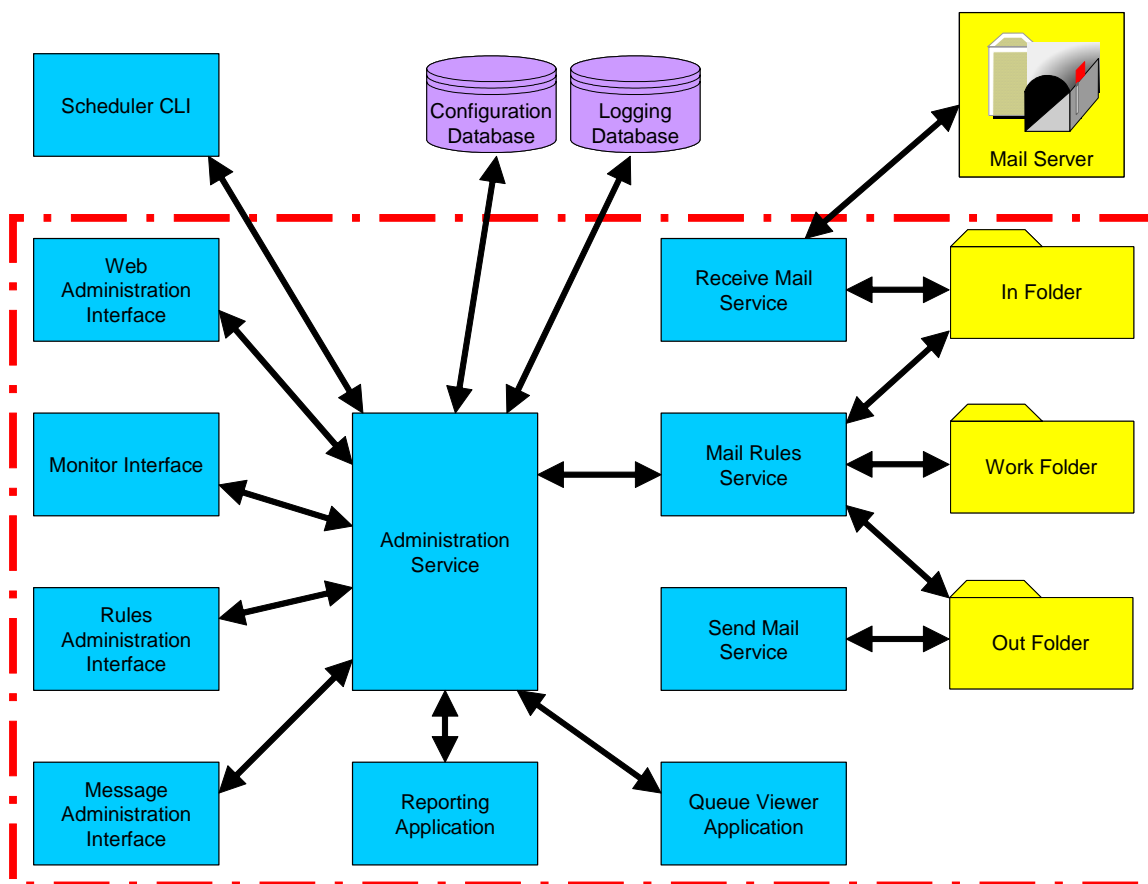 Scheduler CLI
Configuration
Database
Logging
Database
Mail Server
Web
Administration
Interface
Receive Mail
Service
In Folder
Monitor Interface
Administration
Service
Mail Rules
Service
Work Folder
Rules
Administration
Interface
Send Mail
Service
Out Folder
Message
Administration
Interface
Reporting
Application
Queue Viewer
Application